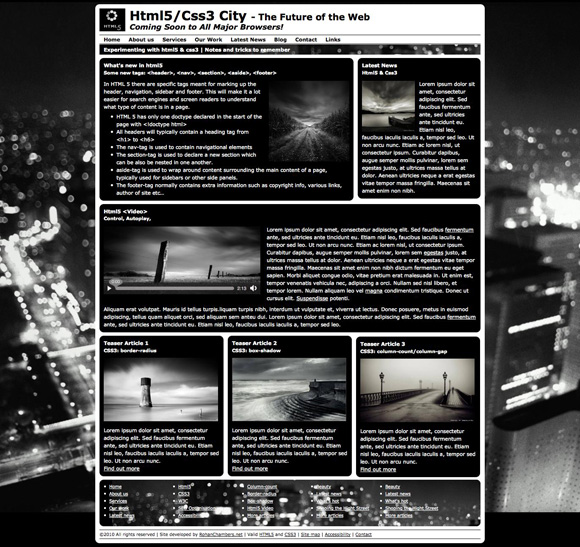 HTML 5
Html5/Css3 City - The Future of the Web
Coming Soon to All Major Browsers!
Home About us Services Our Work Latest News Blog Contact Links
Experimenting with html5 & css3 | Notes and tricks to remember
What's new in html5
Some new tags: <header>, <nav>, <section>, <aside>, <footer>
In HTML 5 there are specific tags meant for marking up the
header, navigation, sidebar and footer. This will make it a lot
easier for search engines and screen readers to understand
what type of content is in a page.
• HTML 5 has only one doctype declared in the start of the
page with <!doctype html>
• All headers will typically contain a heading tag from
<h1> to <h6>
• The nav-tag is used to contain navigational elements
• The section-tag is used to declare a new section which
can also be nested in one another.
• aside-tag is used to wrap around content surrounding the main content of a page,
typically used for sidebars or other side panels.
• The footer-tag normally contains extra information such as copyright info, various links,
author of site etc..
Latest News
Html5 & Css3
Lorem ipsum dolor sit
amet, consectetur
adipiscing elit. Sed
faucibus fermentum
ante, sed ultricies
ante tincidunt eu.
Etiam nisl leo,
faucibus iaculis iaculis a, tempor sed
leo. Ut non arcu nunc. Lorem ipsum
dolor sit amet, consectetur
ipsum consectetur. Curabitur dapibus,
augue semper mollis pulvinar, lorem sem
egestas justo, at ultrices massa tellus at
dolor. Aenean ultricies neque a erat egestas
vitae tempor massa fringilla. Maecenas sit
amet enim non nibh.
Html5 <Video>
Control, Autoplay,
2:13
Lorem ipsum dolor sit amet, consectetur adipiscing elit. Sed faucibus fermentum
ante, sed ultricies ante tincidunt eu. Etiam nisl leo, faucibus iaculis iaculis a,
tempor sed leo. Ut non arcu nunc. Etiam ac lorem nisl, ut consectetur ipsum.
Curabitur dapibus, augue semper mollis pulvinar, lorem sem egestas justo, at
ultrices massa tellus at dolor. Aenean ultricies neque a erat egestas vitae tempor
massa fringilla. Maecenas sit amet enim non nibh dictum fermentum eu eget
sapien. Morbi aliquet congue odio, vitae pretium erat malesuada in. Ut enim est,
tempor venenatis vehicula nec, adipiscing a orci. Nullam sed nisl libero, et
tempor lorem. Nullam aliquam leo vel magna condimentum tristique. Donec ut
cursus elit. Suspendisse potenti.
Aliquam erat volutpat. Mauris id tellus turpis.liquam turpis nibh, interdum ut vulputate et, viverra ut lectus. Donec posuere, metus in euismod
adipiscing, tellus quam aliquet orci, sed aliquam sem anteu dui. Lorem ipsum dolor sit amet, consectetur adipiscing elit. Sed faucibus fermentum
ante, sed ultricies ante tincidunt eu. Etiam nisl leo, faucibus iaculis iaculis a, tempor sed leo.
Teaser Article 1
CSS3: border-radius
Lorem ipsum dolor sit amet, consectetur
adipiscing elit. Sed faucibus fermentum
ante, sed ultricies ante tincidunt eu. Etiam
nisl leo, faucibus iaculis iaculis a, tempor sed
leo. Ut non arcu nunc.
Find out more
Teaser Article 2
CSS3: box-shadow
Lorem ipsum dolor sit amet, consectetur
adipiscing elit. Sed faucibus fermentum
ante, sed ultricies ante tincidunt eu. Etiam
nisl leo, faucibus iaculis iaculis a, tempor sed
leo. Ut non arcu nunc.
Find out more
Teaser Article 3
CSS3: column-count/column-gap
Lorem ipsum dolor sit amet, consectetur
adipiscing elit. Sed faucibus fermentum
ante, sed ultricies ante tincidunt eu. Etiam
nisl leo, faucibus iaculis iaculis a, tempor sed
leo. Ut non arcu nunc.
Find out more
• Home • Html5 Column-count • Beauty • Beauty
• About us • CSS3 Border-radius • Latest news • Latest news
• Services • W3C Box-shadow • What's hot • What's hot
• Our work Html5 Video
• Latest news • Accessibility • More articles • More articles
©2010 All rights reserved | Site developed by RohanChambers.net | Valid HTML5 and CSS3 | Site map | Accessibility | Contact